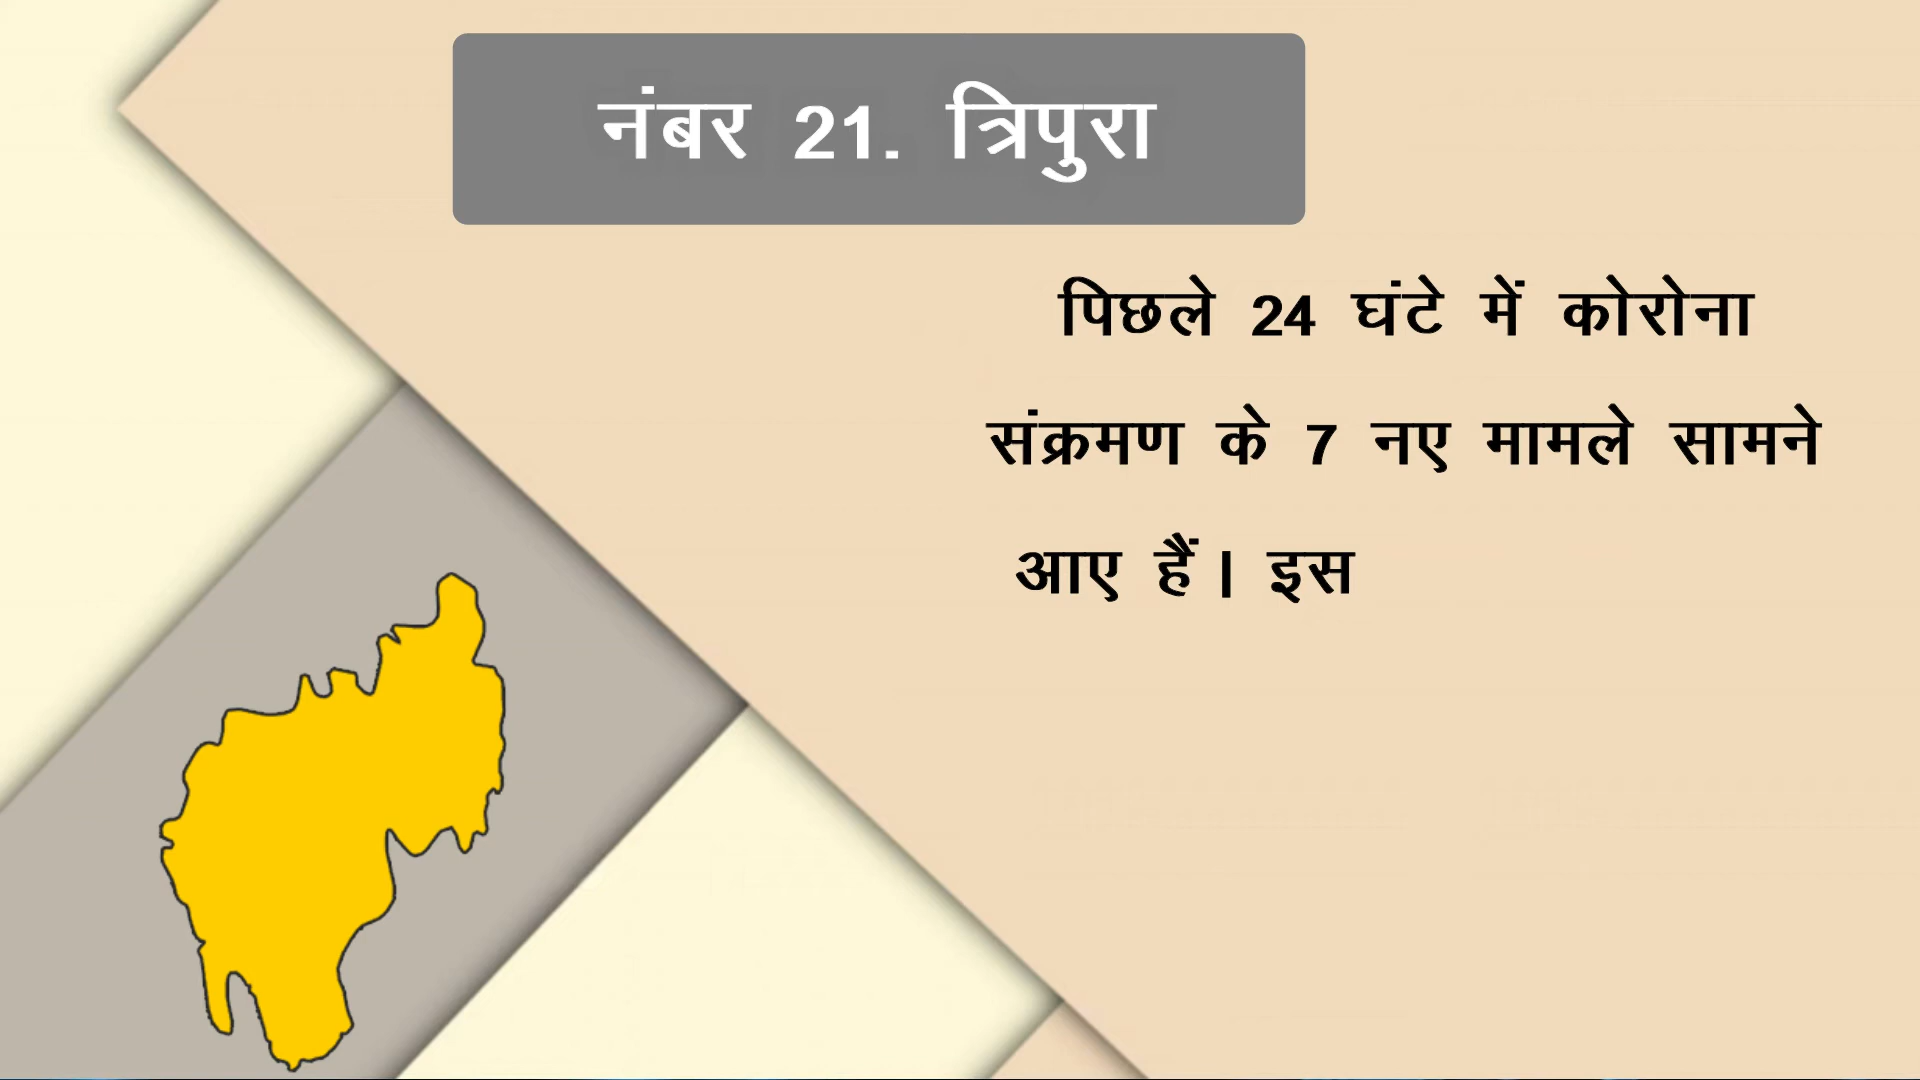 नंबर 21. त्रिपुरा
पिछले 24 घंटे में कोरोना
संक्रमण के 7 नए मामले सामने
आए हैं। इस